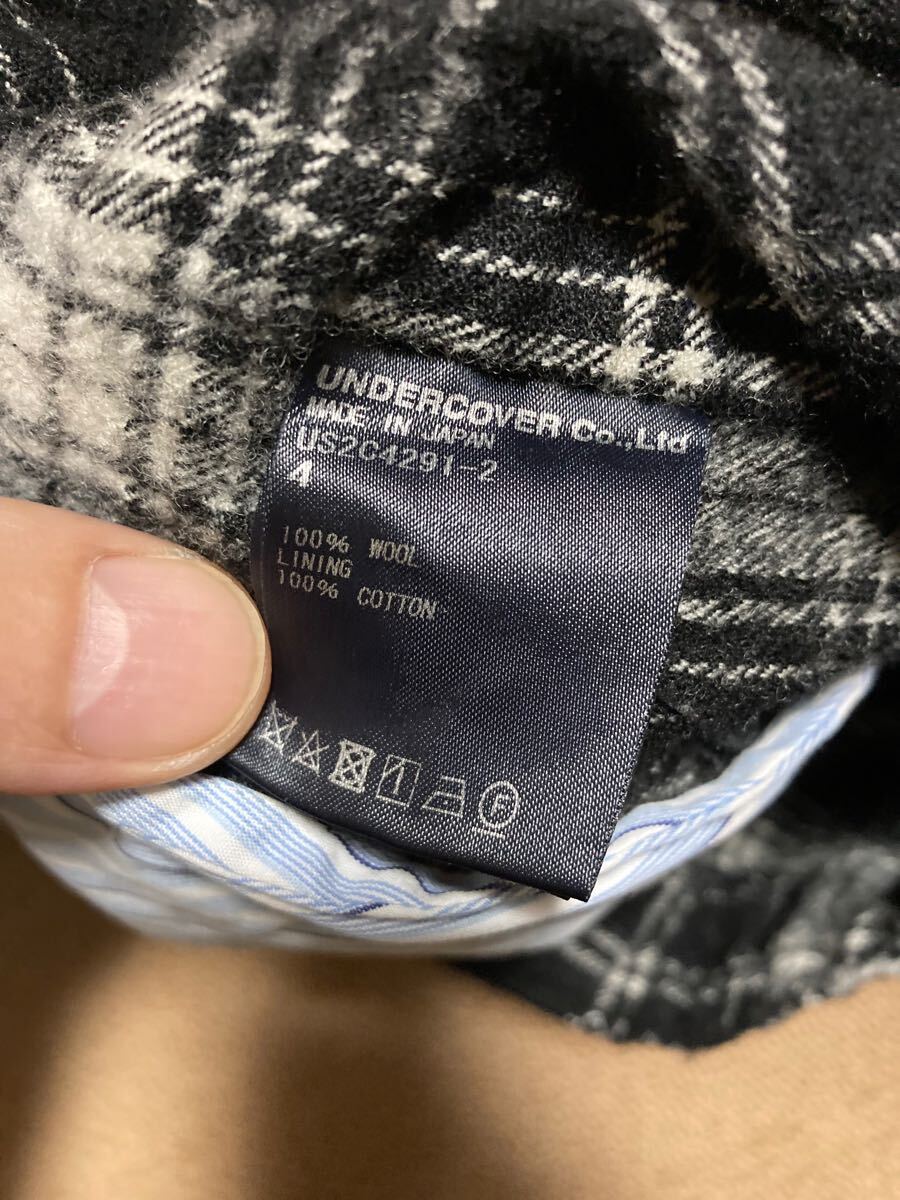 UNDERCOVER Co.,Ltd
MADE IN JAPAN
US2C4291-2
4
100% WOOL
LINING
100% COTTON
F